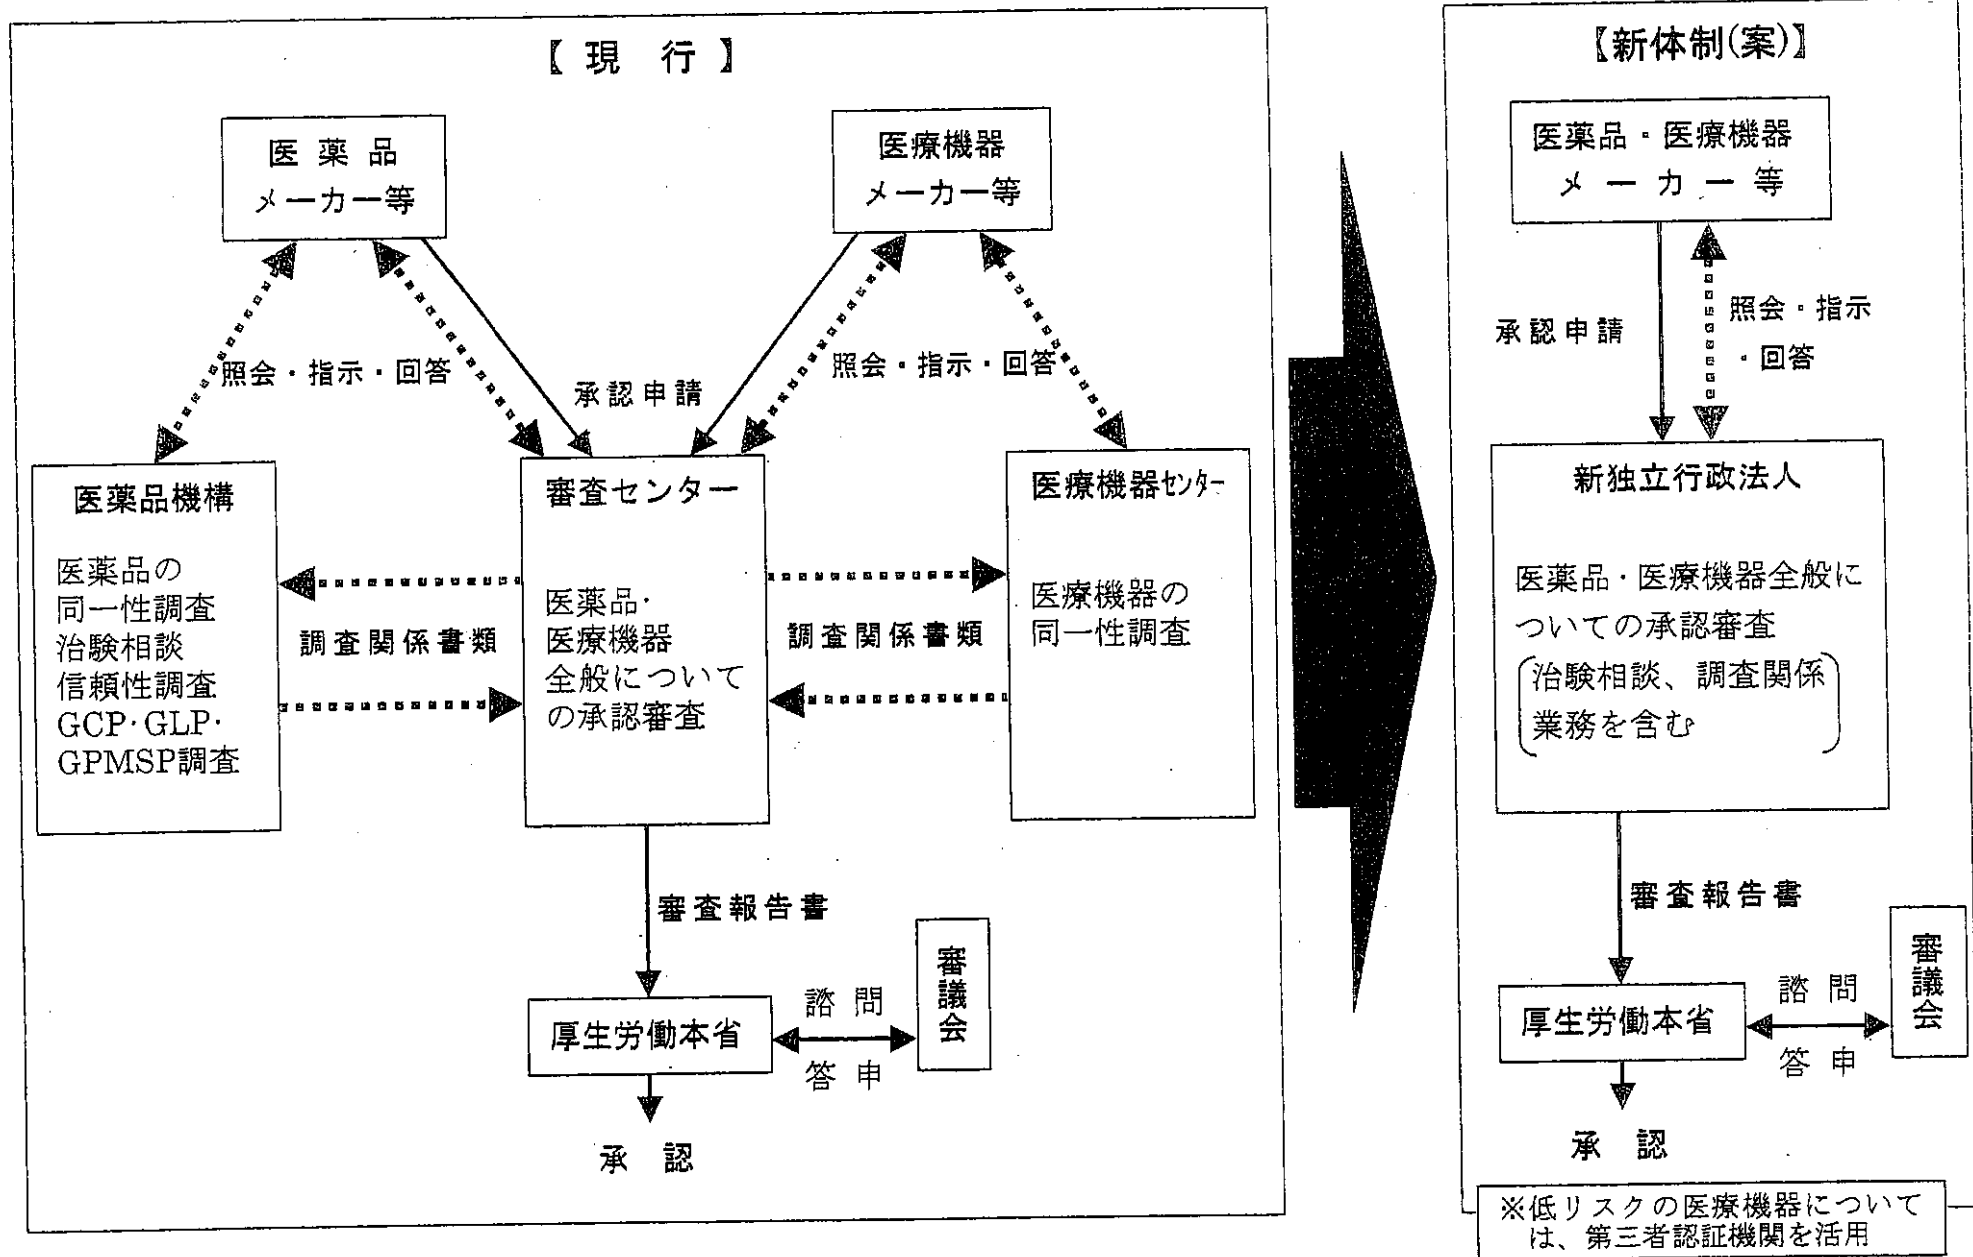 【 現 行 】
医 薬 品
メーカー等
医療機器
メーカー等
照会・指示・回答
承認申請
照会・指示・回答
医薬品機構
医薬品の
同一性調査
治験相談
信頼性調査
GCP・GLP・
GPMSP調査
調査関係書類
審査センター
医薬品・
医療機器
全般について
の承認審査
調査関係書類
医療機器センター
医療機器の
同一性調査
審査報告書
厚生労働本省
諮 問
答 申
審議会
承 認
【新体制(案)】
医薬品・医療機器
メ ー カ ー 等
承認申請
照会・指示
・回答
新独立行政法人
医薬品・医療機器全般に
ついての承認審査
治験相談、調査関係
業務を含む
審査報告書
厚生労働本省
諮 問
答 申
審議会
承 認
※低リスクの医療機器について
は、第三者認証機関を活用